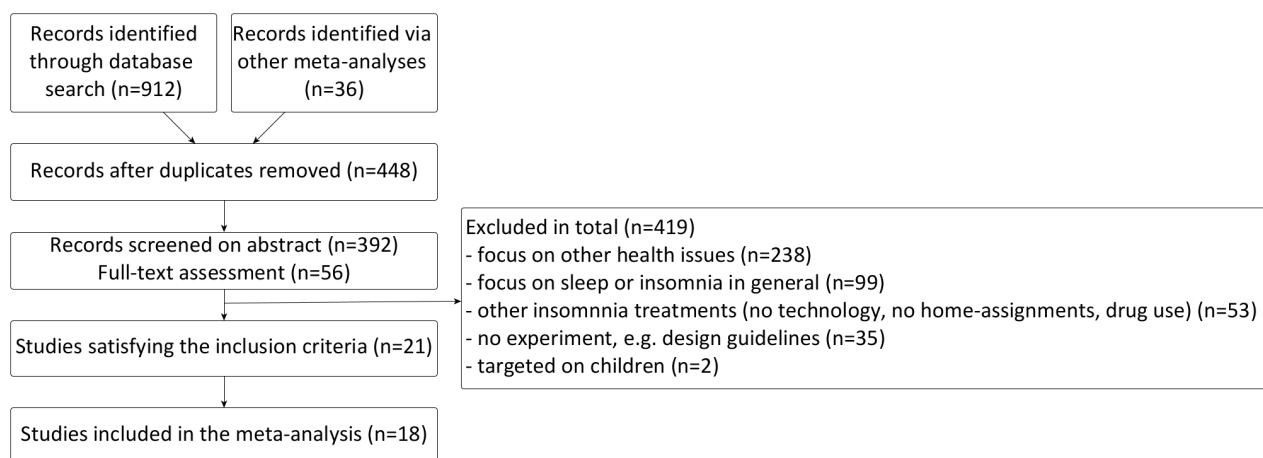 Records identified
through database
search (n=912)
Records identified via
other meta-analyses
(n=36)
Records after duplicates removed (n=448)
Records screened on abstract (n=392)
Full-text assessment (n=56)
Excluded in total (n=419)
- focus on other health issues (n=238)
- focus on sleep or insomnia in general (n=99)
- other insomnnia treatments (no technology, no home-assignments, drug use) (n=53)
- no experiment, e.g. design guidelines (n=35)
- targeted on children (n=2)
Studies satisfying the inclusion criteria (n=21)
Studies included in the meta-analysis (n=18)